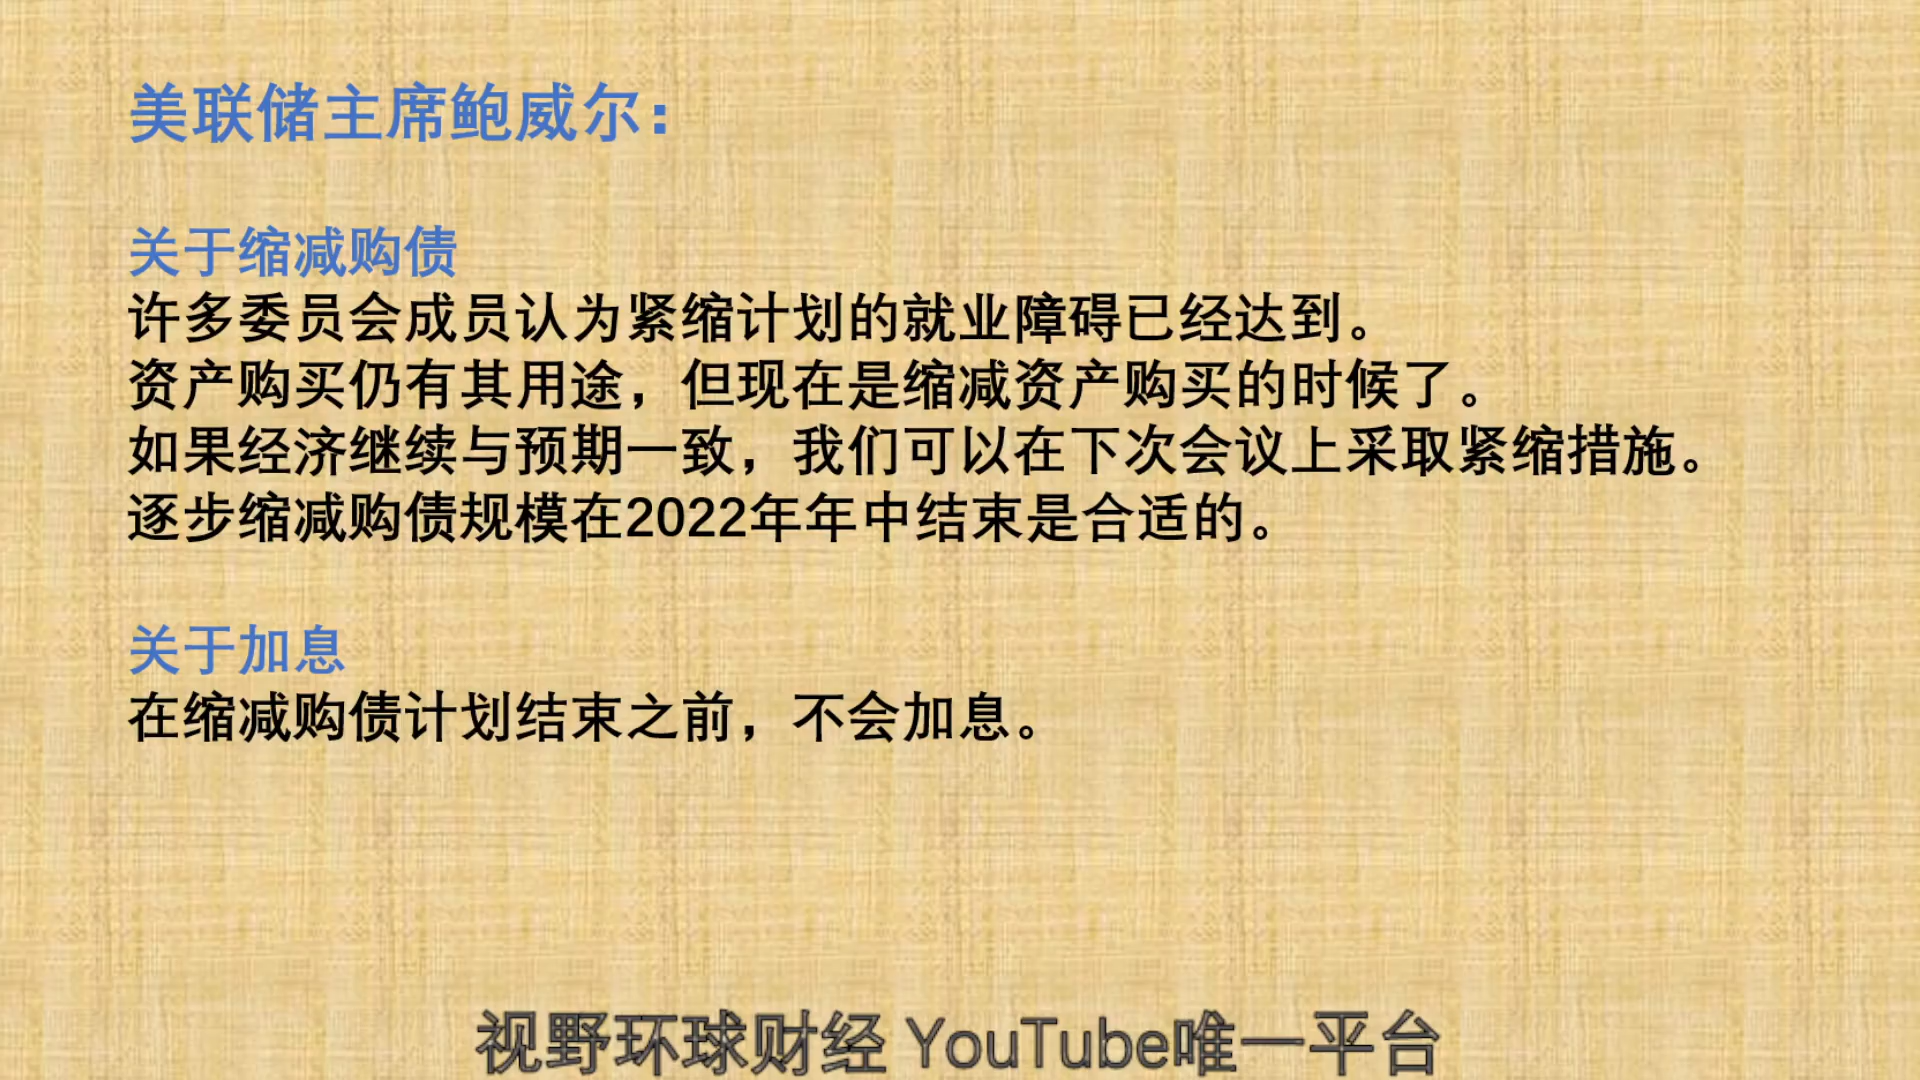 美联储主席鲍威尔：
关于缩减购债
许多委员会成员认为紧缩计划的就业障碍已经达到。
资产购买仍有其用途，但现在是缩减资产购买的时候了。
如果经济继续与预期一致，我们可以在下次会议上采取紧缩措施。
逐步缩减购债规模在2022年年中结束是合适的。
关于加息
在缩减购债计划结束之前，不会加息。
视野环球财经 YouTube唯一平台